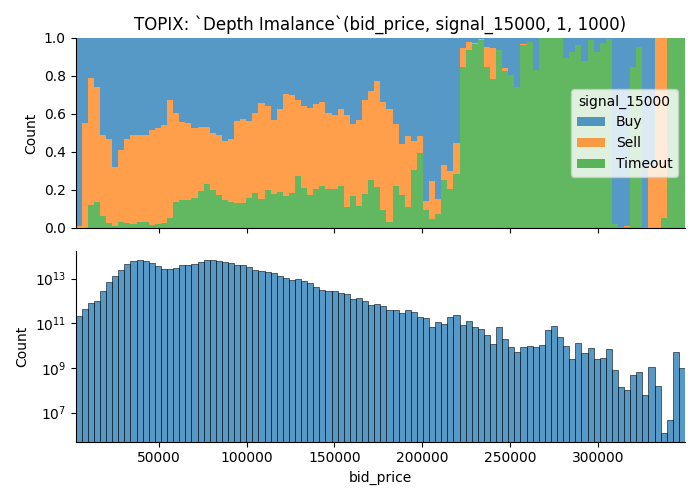 TOPIX: `Depth Imalance`(bid_price, signal_15000, 1, 1000)
1.0
0.8
0.6
0.4
0.2
0.0
Count
signal_15000
Buy
Sell
Timeout
10^13
10^11
10^9
10^7
Count
50000 100000 150000 200000 250000 300000
bid_price